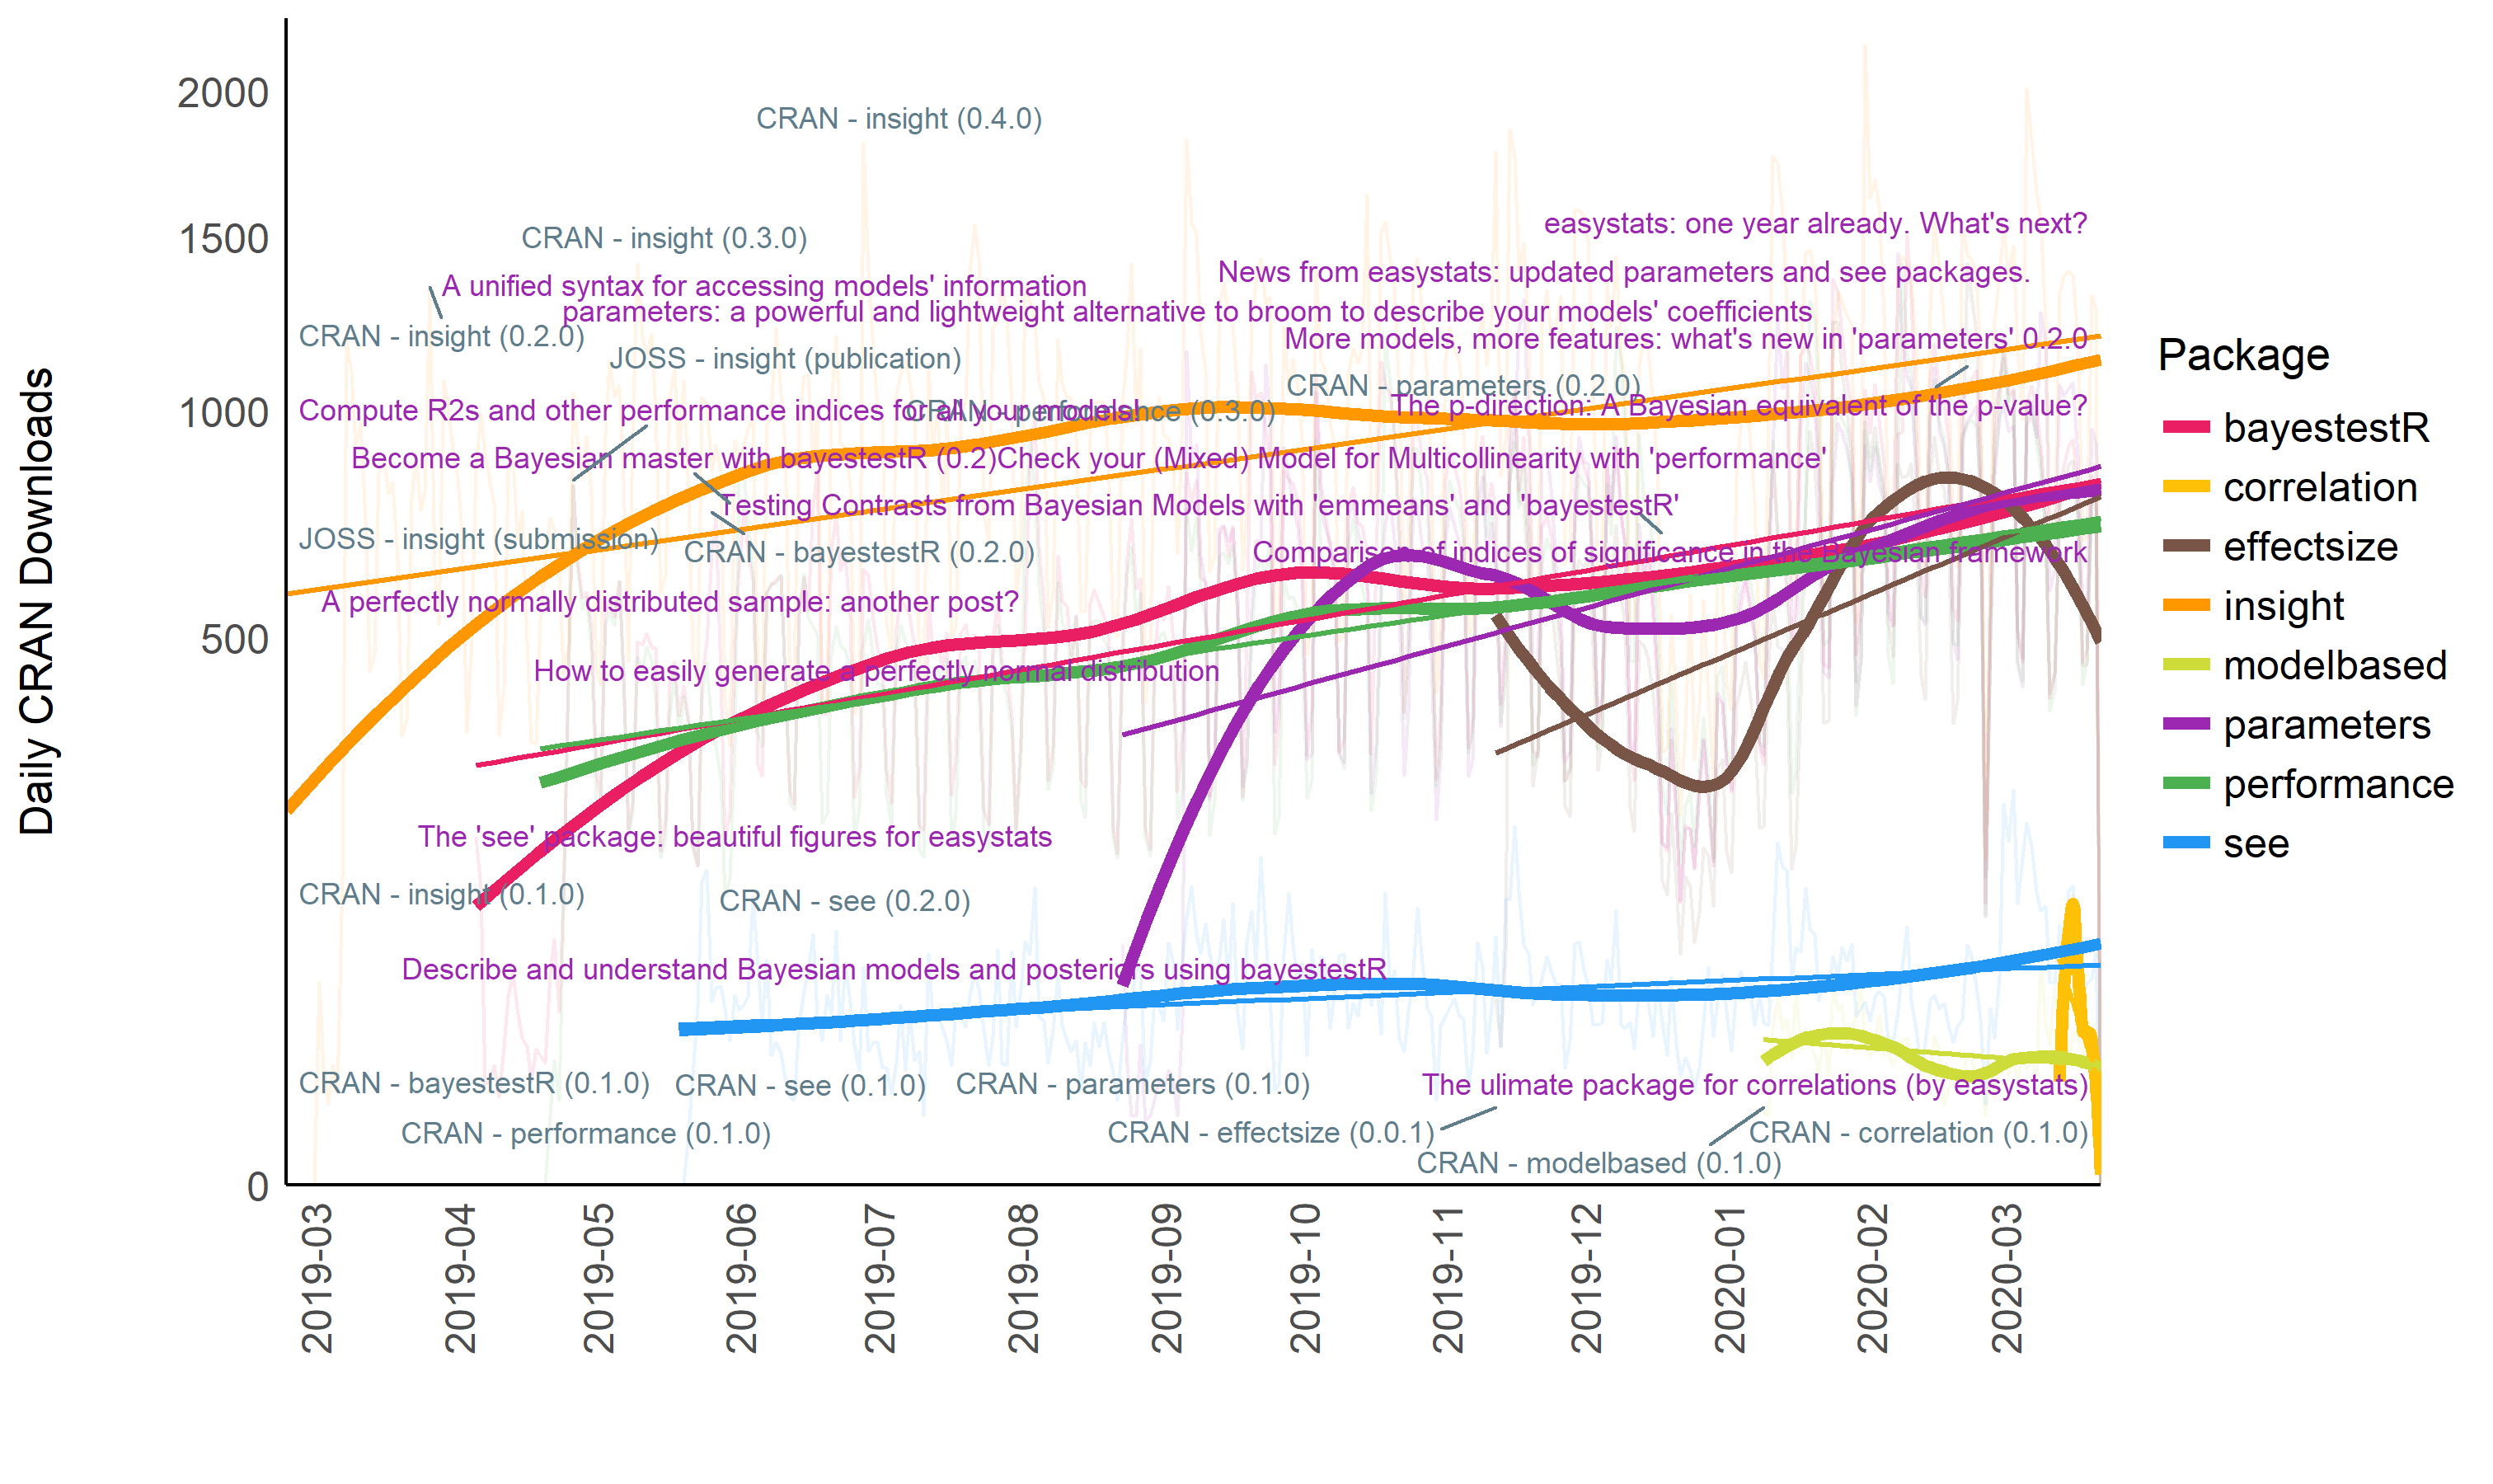 2000
CRAN - insight (0.4.0)
1500
CRAN - insight (0.3.0)
easystats: one year already. What's next?
News from easystats: updated parameters and see packages.
A unified syntax for accessing models' information
parameters: a powerful and lightweight alternative to broom to describe your models' coefficients
CRAN - insight (0.2.0)
More models, more features: what's new in 'parameters' 0.2.0
JOSS - insight (publication)
CRAN - parameters (0.2.0)
1000
Compute R2s and other performance indices for all your models!
CRAN - performance (0.3.0)
The p-direction: A Bayesian equivalent of the p-value?
Become a Bayesian master with bayestestR (0.2)
Check your (Mixed) Model for Multicollinearity with 'performance'
Testing Contrasts from Bayesian Models with 'emmeans' and 'bayestestR'
JOSS - insight (submission)
CRAN - bayestestR (0.2.0)
Comparison of indices of significance in the Bayesian framework
A perfectly normally distributed sample: another post?
500
How to easily generate a perfectly normal distribution
The 'see' package: beautiful figures for easystats
CRAN - insight (0.1.0)
CRAN - see (0.2.0)
Describe and understand Bayesian models and posteriors using bayestestR
CRAN - bayestestR (0.1.0)
CRAN - see (0.1.0)
CRAN - parameters (0.1.0)
The ulimate package for correlations (by easystats)
CRAN - performance (0.1.0)
CRAN - effectsize (0.0.1)
CRAN - correlation (0.1.0)
CRAN - modelbased (0.1.0)
0
Daily CRAN Downloads
2019-03
2019-04
2019-05
2019-06
2019-07
2019-08
2019-09
2019-10
2019-11
2019-12
2020-01
2020-02
2020-03
Package
bayestestR
correlation
effectsize
insight
modelbased
parameters
performance
see